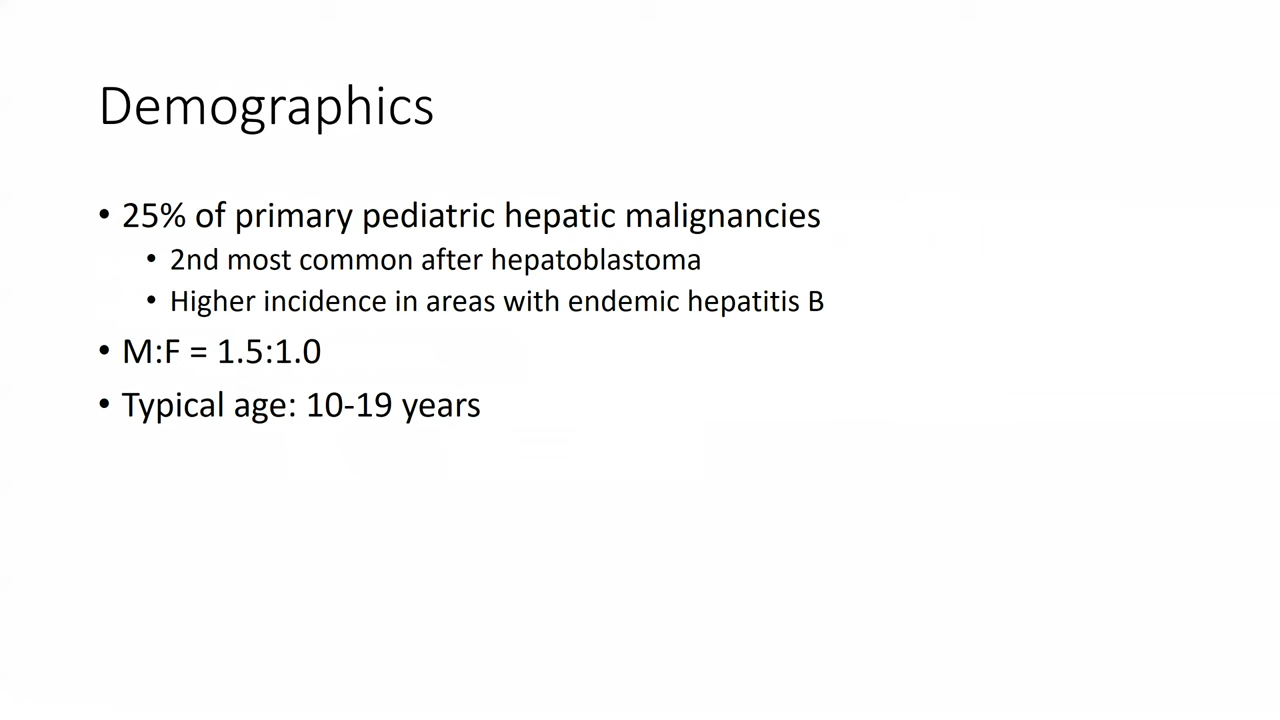 Demographics
• 25% of primary pediatric hepatic malignancies
• 2nd most common after hepatoblastoma
• Higher incidence in areas with endemic hepatitis B
• M:F = 1.5:1.0
• Typical age: 10-19 years